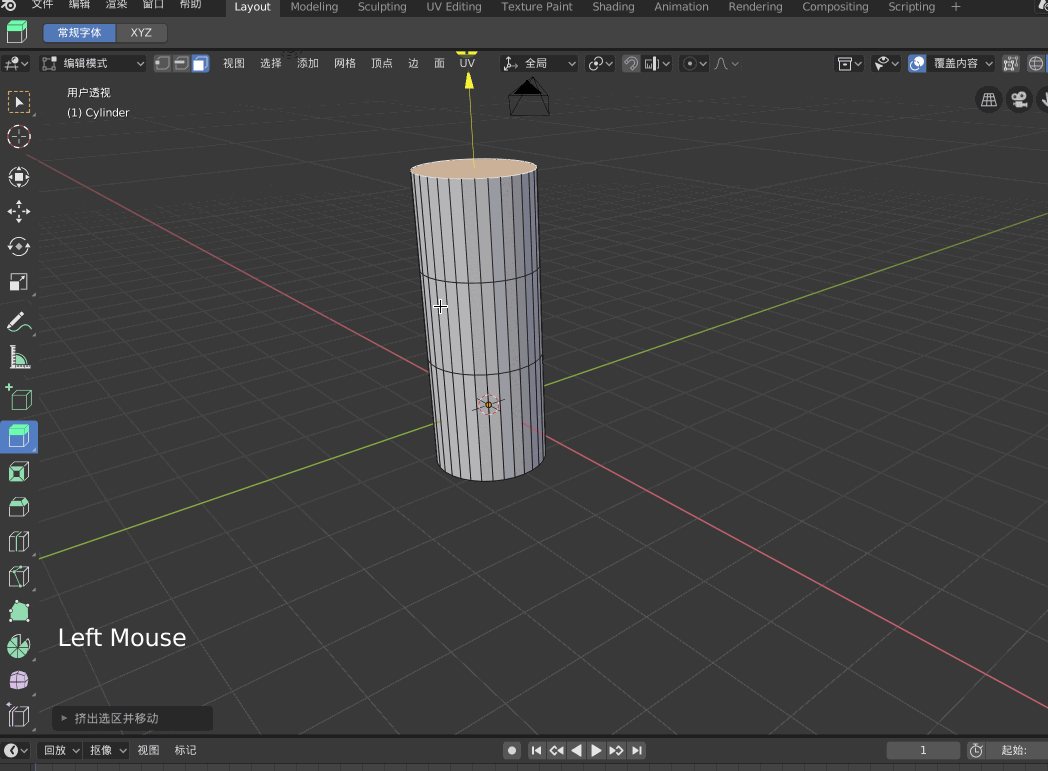 文件 编辑 渲染 窗口 帮助 Layout Modeling Sculpting UV Editing Texture Paint Shading Animation Rendering Compositing Scripting +
常规字体 XYZ
编辑模式 视图 选择 添加 网格 顶点 边 面 UV 全局 覆盖内容
用户透视
(1) Cylinder
Left Mouse
挤出选区并移动
回放 抠像 视图 标记 1 起始: